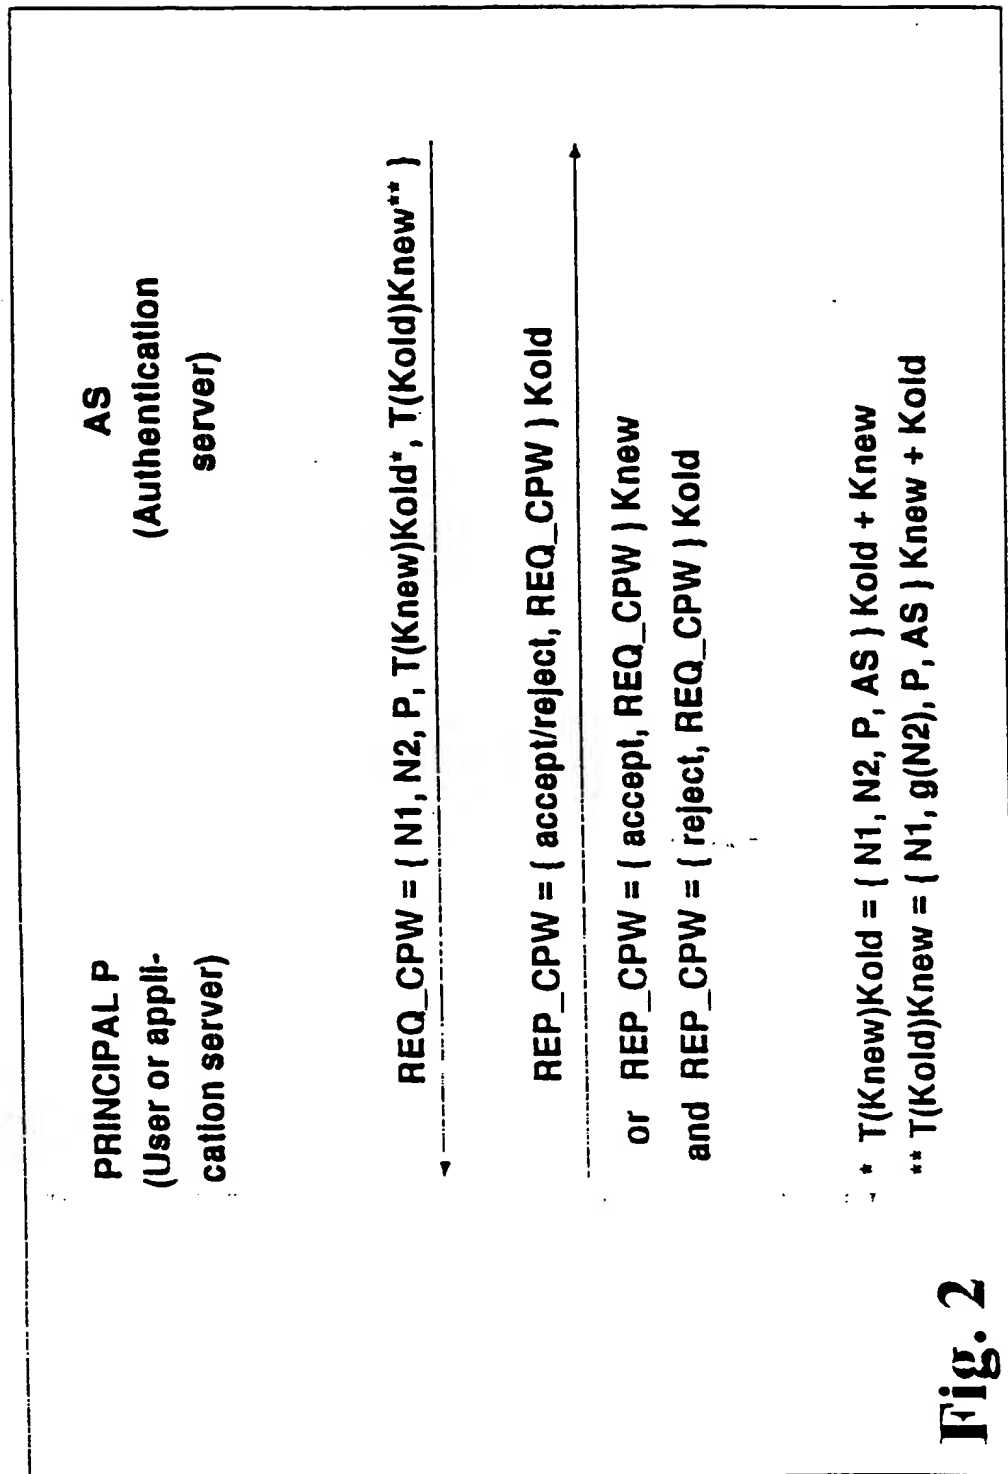 PRINCIPAL P
(User or appli-
cation server)
AS
(Authentication
server)
REQ_CPW = { N1, N2, P, T(Knew)Kold*, T(Kold)Knew** }
REP_CPW = { accept/reject, REQ_CPW } Kold
or REP_CPW = { accept, REQ_CPW } Knew
and REP_CPW = { reject, REQ_CPW } Kold
* T(Knew)Kold = { N1, N2, P, AS } Kold + Knew
** T(Kold)Knew = { N1, g(N2), P, AS } Knew + Kold
Fig. 2